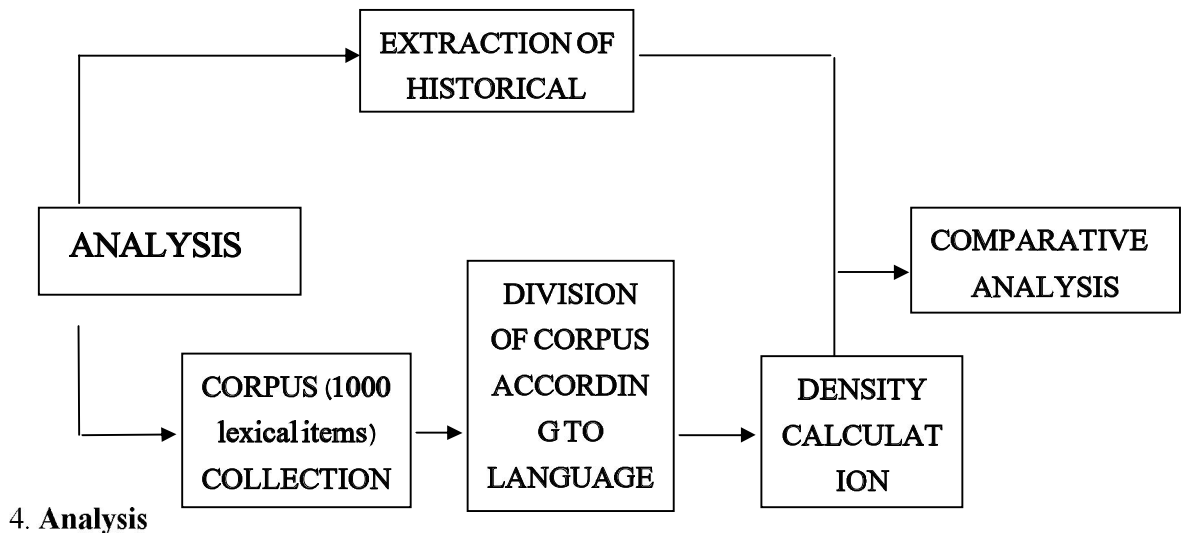 EXTRACTION OF
HISTORICAL
ANALYSIS
COMPARATIVE
ANALYSIS
CORPUS (1000
lexical items)
COLLECTION
DIVISION
OF CORPUS
ACCORDIN
G TO
LANGUAGE
DENSITY
CALCULAT
ION
4. Analysis